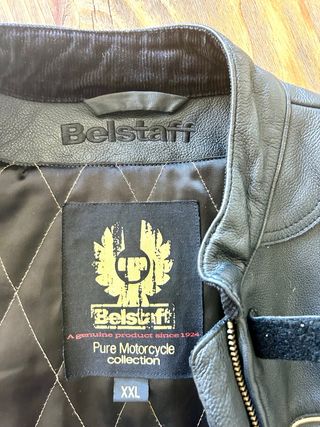 Belstaff
Belstaff
A genuine product since 1924
Pure Motorcycle
collection
XXL